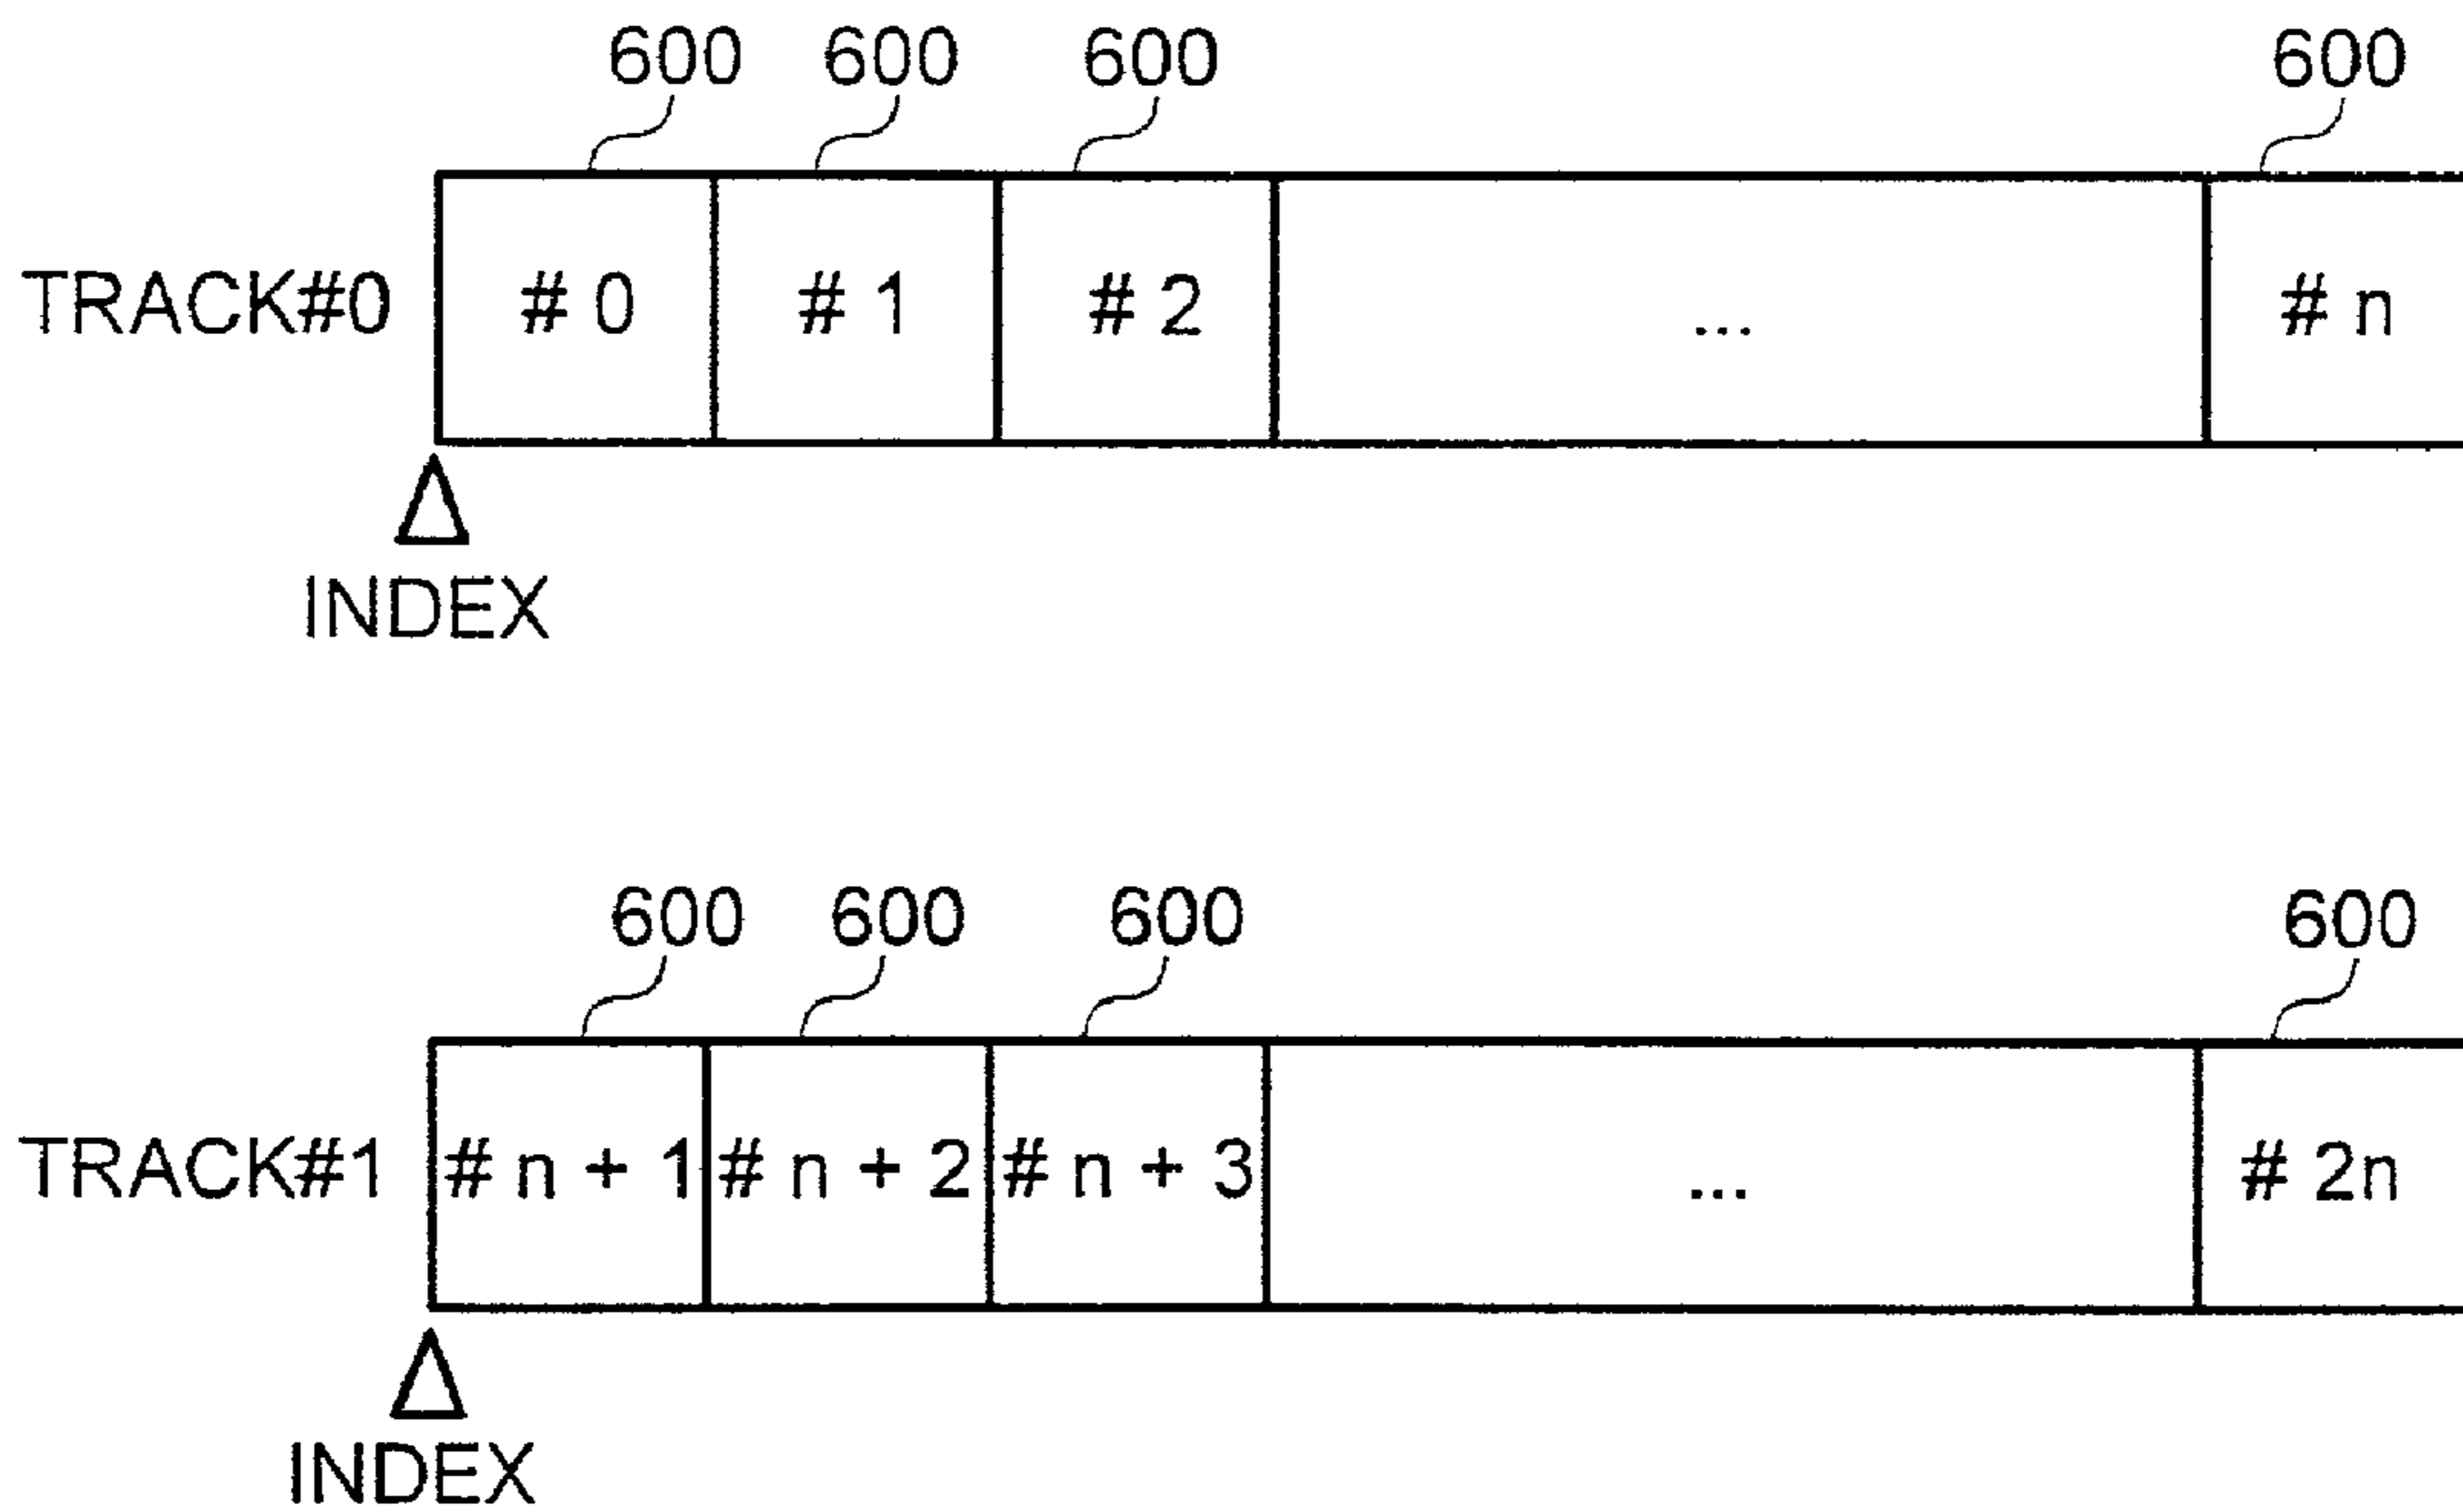 600 600 600 600
TRACK#0 # 0 # 1 # 2 ... # n
INDEX
600 600 600 600
TRACK#1 # n + 1 # n + 2 # n + 3 ... # 2n
INDEX